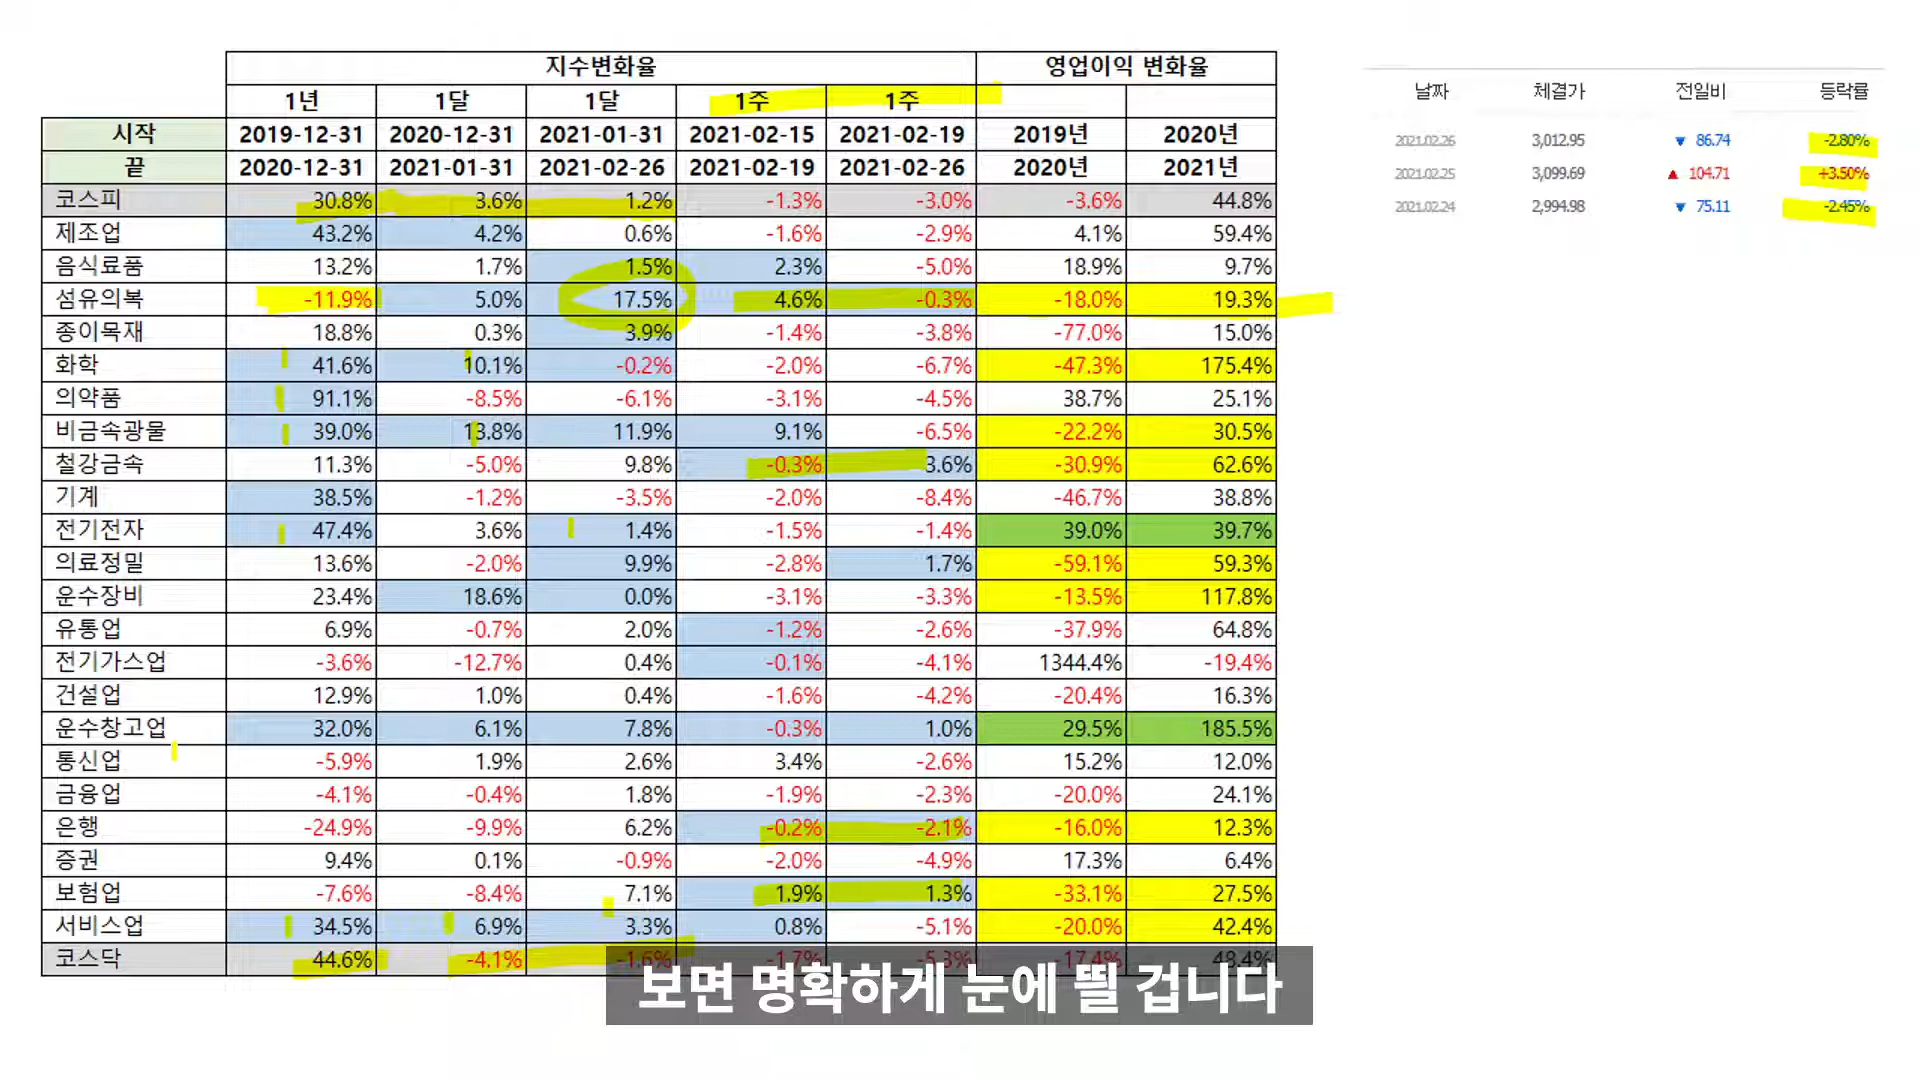 지수변화율 영업이익 변화율
1년 1달 1달 1주 1주
시작 2019-12-31 2020-12-31 2021-01-31 2021-02-15 2021-02-19 2019년 2020년
끝 2020-12-31 2021-01-31 2021-02-26 2021-02-19 2021-02-26 2020년 2021년
코스피 30.8% 3.6% 1.2% -1.3% -3.0% -3.6% 44.8%
제조업 43.2% 4.2% 0.6% -1.6% -2.9% 4.1% 59.4%
음식료품 13.2% 1.7% 1.5% 2.3% -5.0% 18.9% 9.7%
섬유의복 -11.9% 5.0% 17.5% 4.6% -0.3% -18.0% 19.3%
종이목재 18.8% 0.3% 3.9% -1.4% -3.8% -77.0% 15.0%
화학 41.6% 10.1% -0.2% -2.0% -6.7% -47.3% 175.4%
의약품 91.1% -8.5% -6.1% -3.1% -4.5% 38.7% 25.1%
비금속광물 39.0% 13.8% 11.9% 9.1% -6.5% -22.2% 30.5%
철강금속 11.3% -5.0% 9.8% -0.3% 3.6% -30.9% 62.6%
기계 38.5% -1.2% -3.5% -2.0% -8.4% -46.7% 38.8%
전기전자 47.4% 3.6% 1.4% -1.5% -1.4% 39.0% 39.7%
의료정밀 13.6% -2.0% 9.9% -2.8% 1.7% -59.1% 59.3%
운수장비 23.4% 18.6% 0.0% -3.1% -3.3% -13.5% 117.8%
유통업 6.9% -0.7% 2.0% -1.2% -2.6% -37.9% 64.8%
전기가스업 -3.6% -12.7% 0.4% -0.1% -4.1% 1344.4% -19.4%
건설업 12.9% 1.0% 0.4% -1.6% -4.2% -20.4% 16.3%
운수창고업 32.0% 6.1% 7.8% -0.3% 1.0% 29.5% 185.5%
통신업 -5.9% 1.9% 2.6% 3.4% -2.6% 15.2% 12.0%
금융업 -4.1% -0.4% 1.8% -1.9% -2.3% -20.0% 24.1%
은행 -24.9% -9.9% 6.2% -0.2% -2.1% -16.0% 12.3%
증권 9.4% 0.1% -0.9% -2.0% -4.9% 17.3% 6.4%
보험업 -7.6% -8.4% 7.1% 1.9% 1.3% -33.1% 27.5%
서비스업 34.5% 6.9% 3.3% 0.8% -5.1% -20.0% 42.4%
코스닥 44.6% -4.1% -1.6% -1.7% -5.3% -17.4% 48.4%
날짜 체결가 전일비 등락률
2021.02.26 3,012.95 ▼ 86.74 -2.80%
2021.02.25 3,099.69 ▲ 104.71 +3.50%
2021.02.24 2,994.98 ▼ 75.11 -2.45%
보면 명확하게 눈에 띌 겁니다